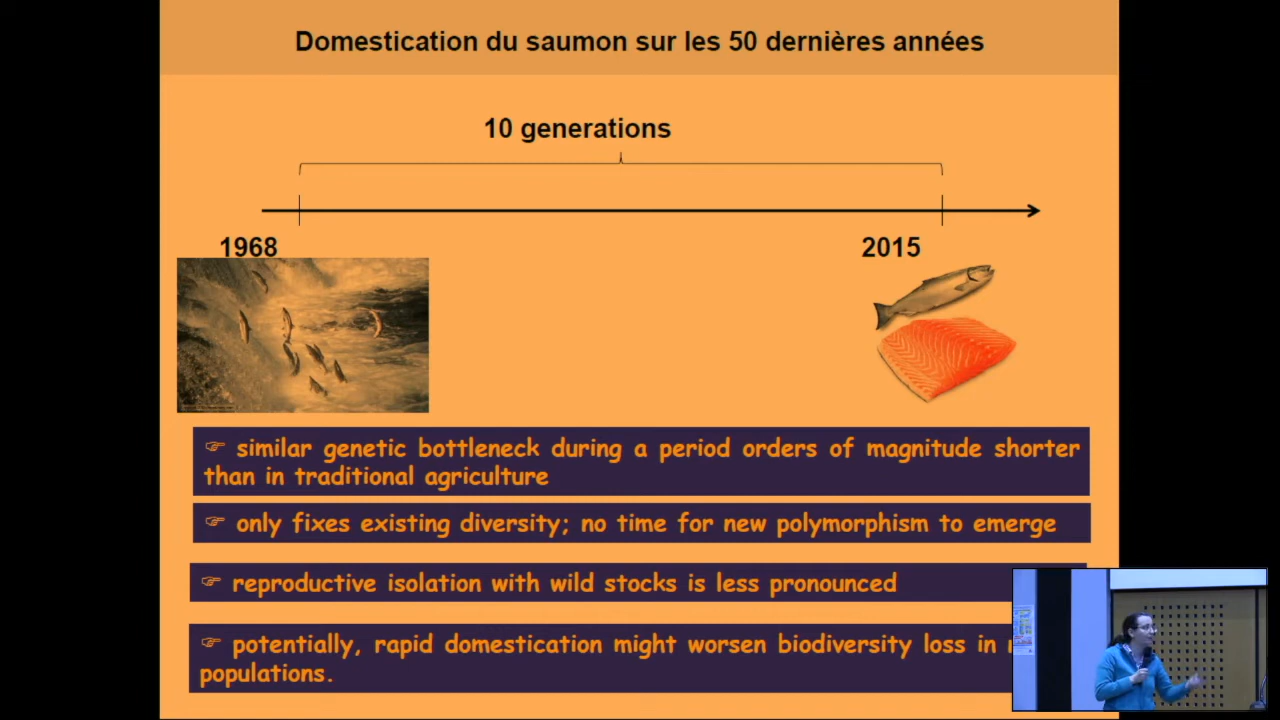 Domestication du saumon sur les 50 dernières années
10 generations
1968
2015
☞ similar genetic bottleneck during a period orders of magnitude shorter
than in traditional agriculture
☞ only fixes existing diversity; no time for new polymorphism to emerge
☞ reproductive isolation with wild stocks is less pronounced
☞ potentially, rapid domestication might worsen biodiversity loss in
populations.